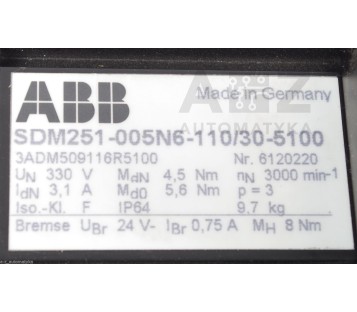 ABB Made in Germany
AUTOMATYKA
SDM251-005N6-110/30-5100
3ADM509116R5100 Nr. 6120220
UN 330 V MdN 4,5 Nm nN 3000 min-1
IdN 3,1 A Md0 5,6 Nm p = 3
Iso.-Kl. F IP64 9,7 kg
Bremse UBr 24 V- IBr 0,75 A MH 8 Nm